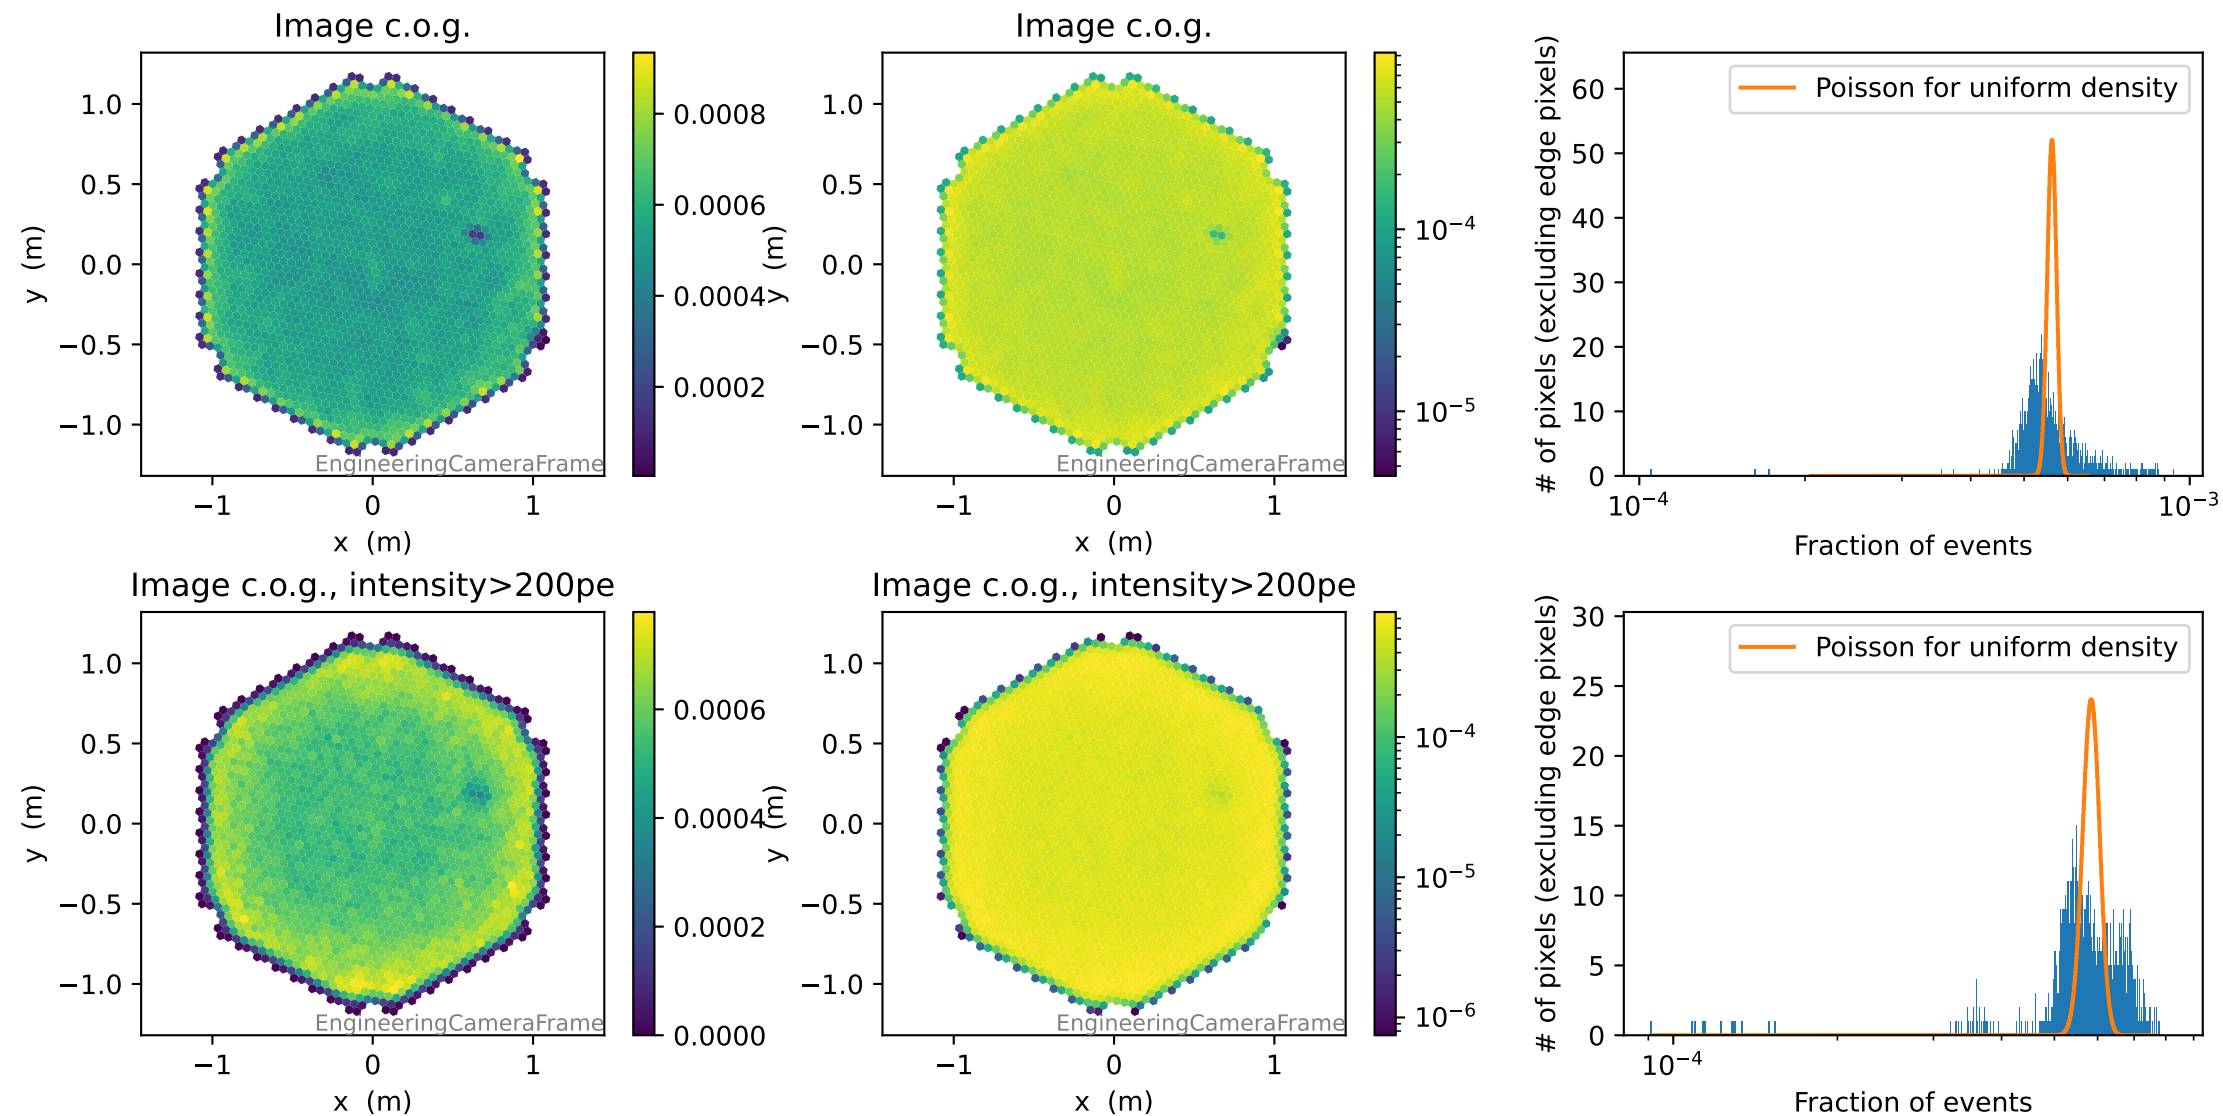 Image c.o.g.
1.0
0.5
0.0
−0.5
−1.0
y (m)
−1
0
1
x (m)
EngineeringCameraFrame
0.0008
0.0006
0.0004
0.0002
Image c.o.g.
1.0
0.5
0.0
−0.5
−1.0
y (m)
−1
0
1
x (m)
EngineeringCameraFrame
10⁻⁴
10⁻⁵
# of pixels (excluding edge pixels)
60
50
40
30
20
10
0
Poisson for uniform density
10⁻⁴
10⁻³
Fraction of events
Image c.o.g., intensity>200pe
1.0
0.5
0.0
−0.5
−1.0
y (m)
−1
0
1
x (m)
EngineeringCameraFrame
0.0006
0.0004
0.0002
0.0000
Image c.o.g., intensity>200pe
1.0
0.5
0.0
−0.5
−1.0
y (m)
−1
0
1
x (m)
EngineeringCameraFrame
10⁻⁴
10⁻⁵
10⁻⁶
# of pixels (excluding edge pixels)
30
25
20
15
10
5
0
Poisson for uniform density
10⁻⁴
Fraction of events